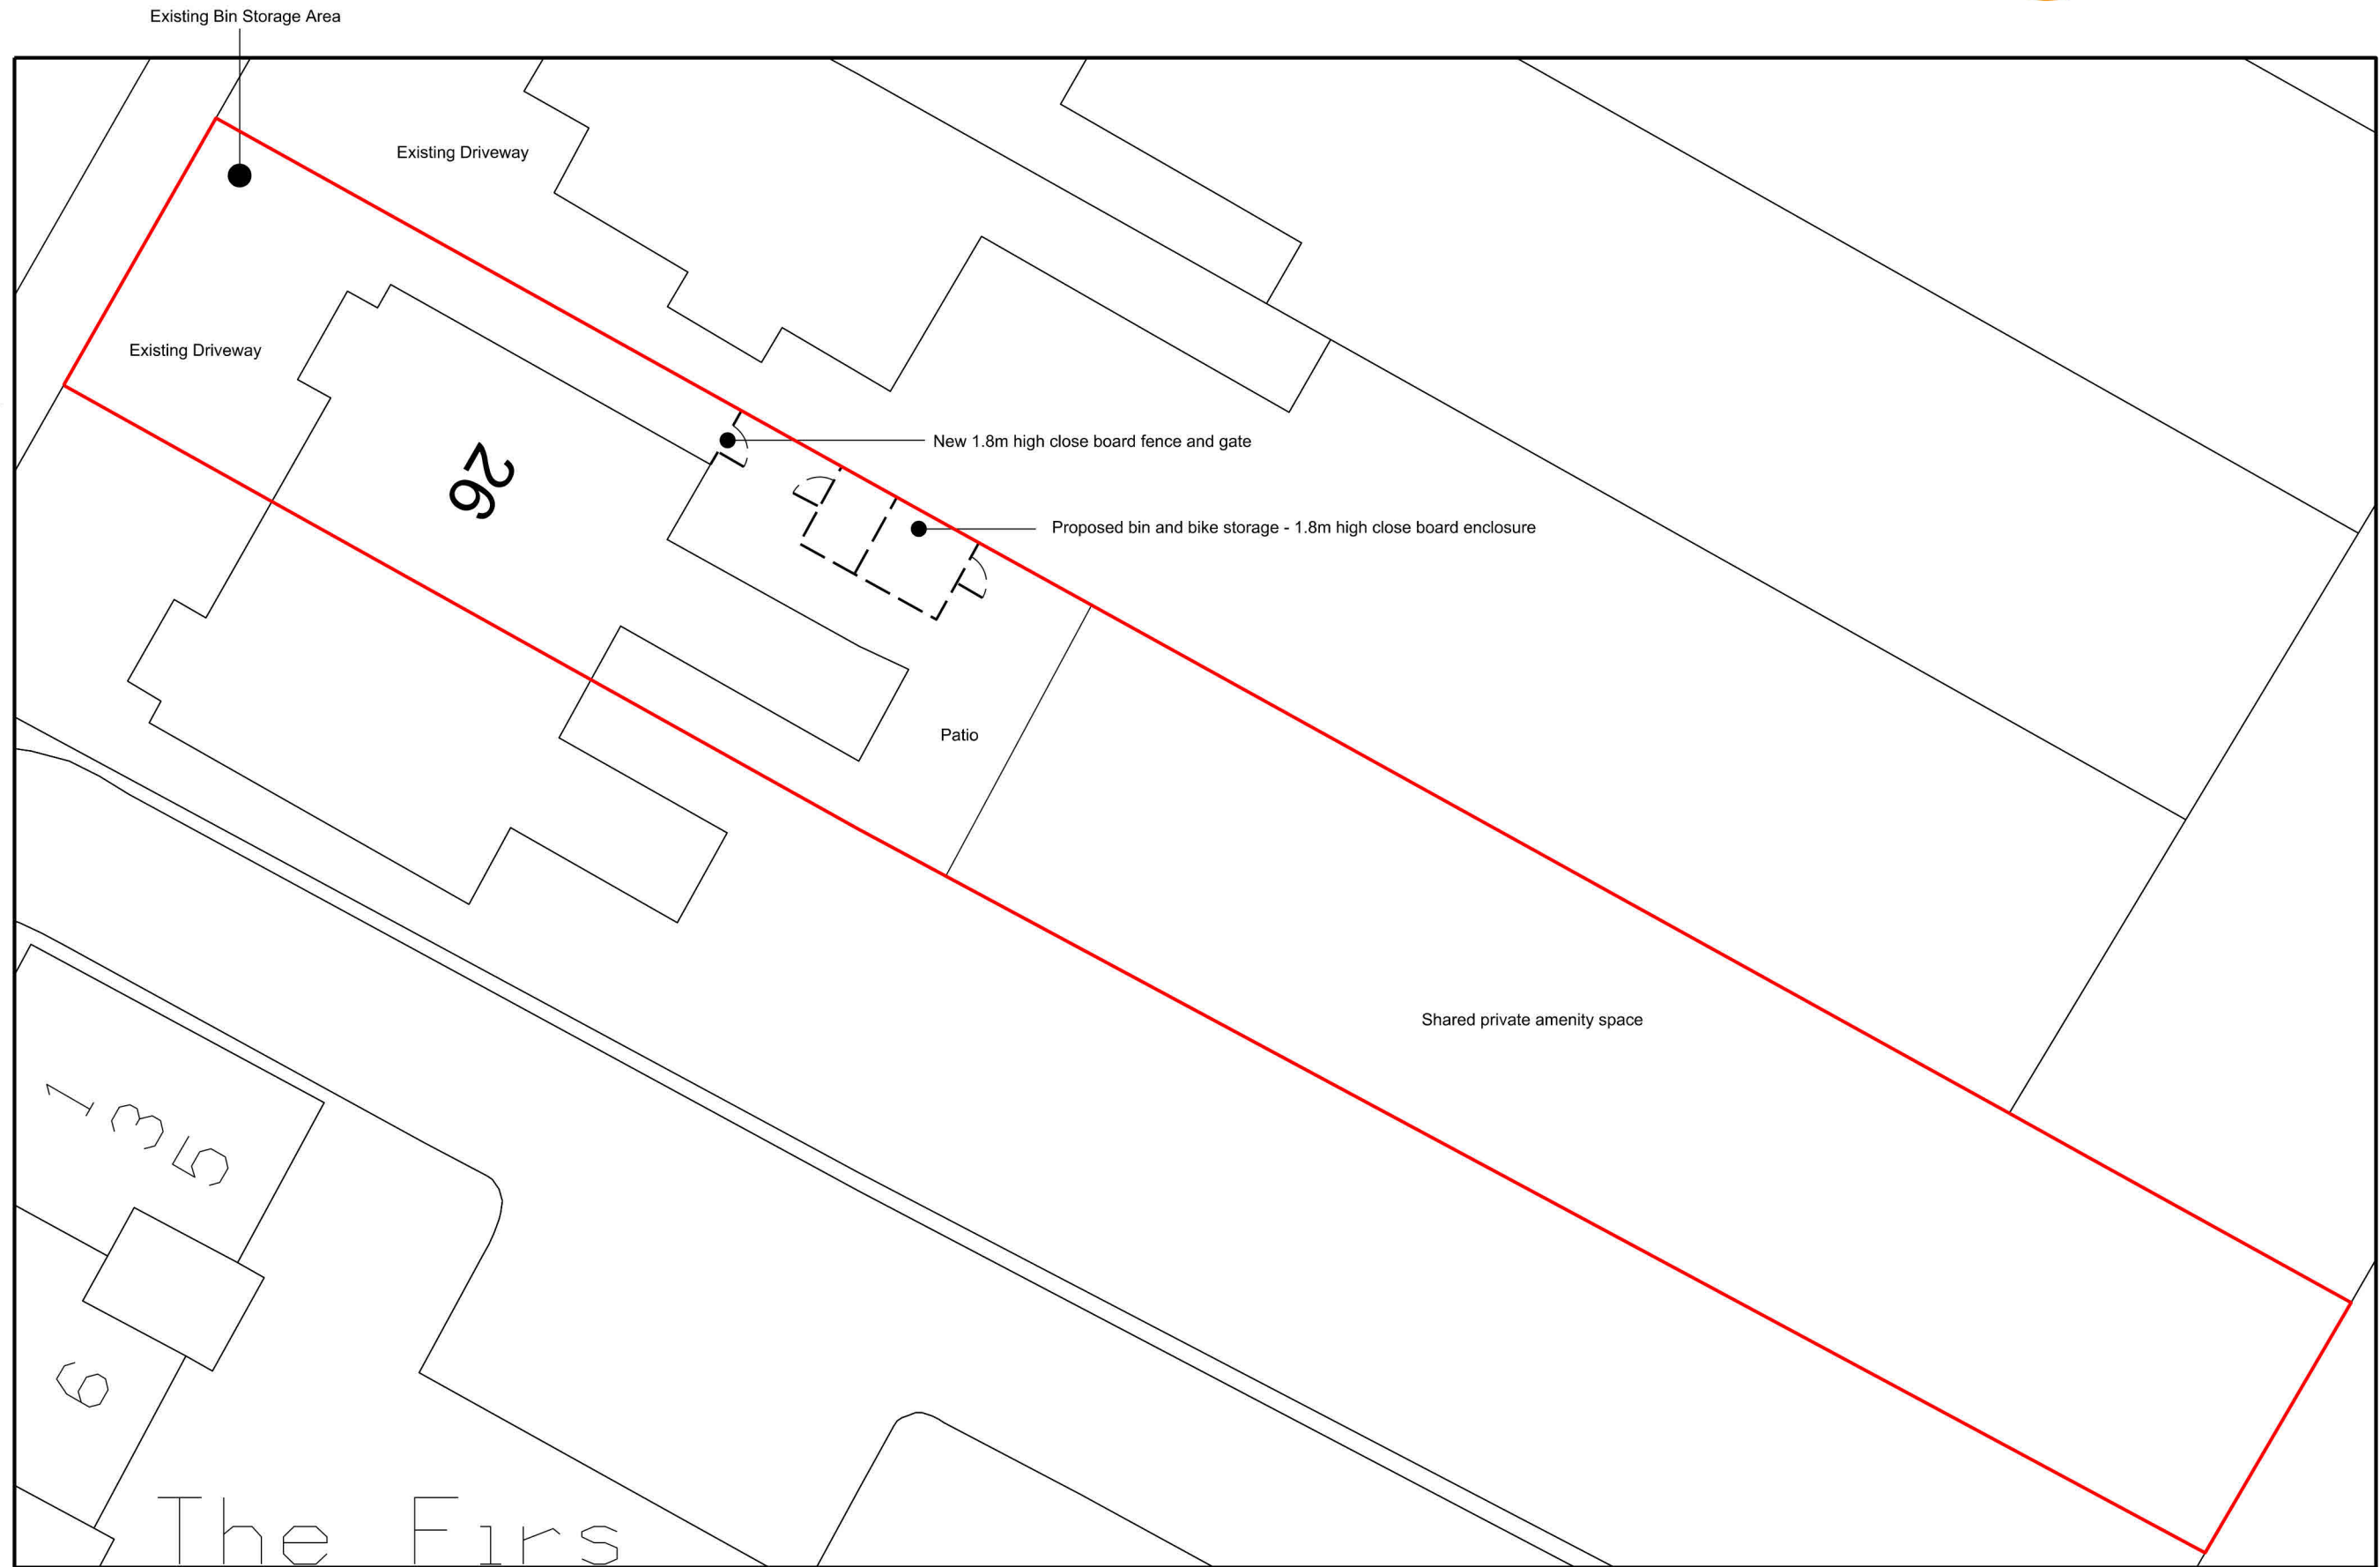 Existing Bin Storage Area
Existing Driveway
Existing Driveway
26
New 1.8m high close board fence and gate
Proposed bin and bike storage - 1.8m high close board enclosure
Patio
Shared private amenity space
135
9
The Firs